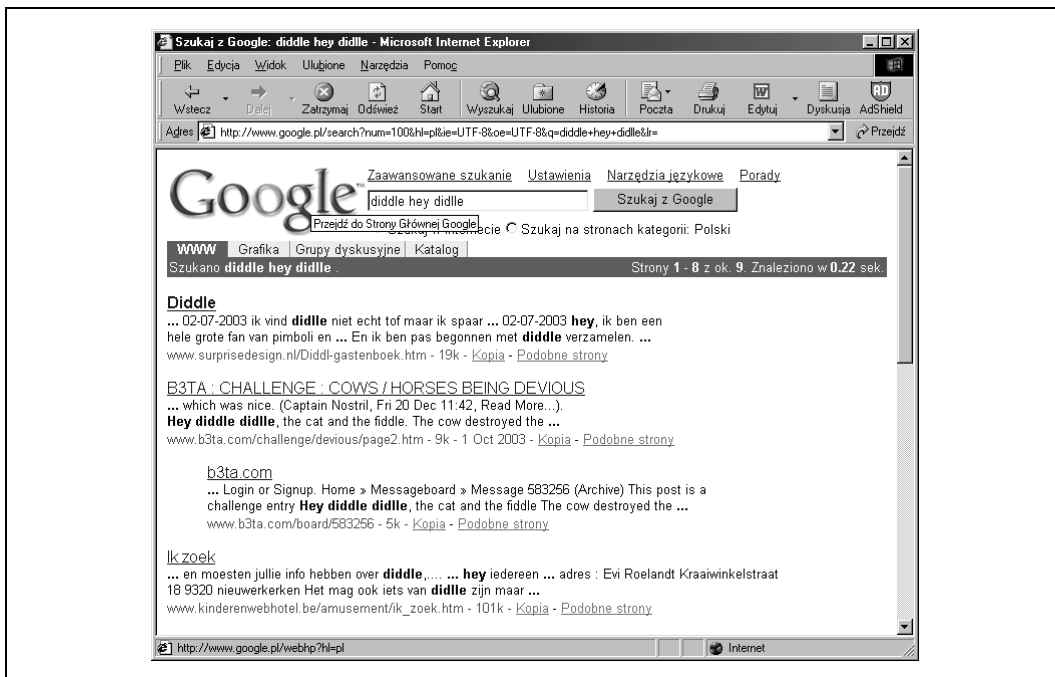 Szukaj z Google: diddle hey didlle - Microsoft Internet Explorer
Plik Edycja Widok Ulubione Narzędzia Pomoc
Wstecz Dalej Zatrzymaj Odśwież Start Wyszukaj Ulubione Historia Poczta Drukuj Edytuj Dyskusja AdShield
Adres http://www.google.pl/search?num=100&hl=pl&ie=UTF-8&oe=UTF-8&q=diddle+hey+didlle&lr= Przejdź
Google™
Zaawansowane szukanie Ustawienia Narzędzia językowe Porady
diddle hey didlle Szukaj z Google
Przejdź do Strony Głównej Google
Szukaj na stronach kategorii: Polski
WWW Grafika Grupy dyskusyjne Katalog
Szukano diddle hey didlle . Strony 1 - 8 z ok. 9. Znaleziono w 0.22 sek.
Diddle
... 02-07-2003 ik vind didlle niet echt tof maar ik spaar ... 02-07-2003 hey, ik ben een
hele grote fan van pimboli en ... En ik ben pas begonnen met diddle verzamelen. ...
www.surprisedesign.nl/Diddl-gastenboek.htm - 19k - Kopia - Podobne strony
B3TA : CHALLENGE : COWS / HORSES BEING DEVIOUS
... which was nice. (Captain Nostril, Fri 20 Dec 11:42, Read More...).
Hey diddle didlle, the cat and the fiddle. The cow destroyed the ...
www.b3ta.com/challenge/devious/page2.htm - 9k - 1 Oct 2003 - Kopia - Podobne strony
b3ta.com
... Login or Signup. Home » Messageboard » Message 583256 (Archive) This post is a
challenge entry Hey diddle didlle, the cat and the fiddle The cow destroyed the ...
www.b3ta.com/board/583256 - 5k - Kopia - Podobne strony
Ik zoek
... en moesten jullie info hebben over diddle,.... ... hey iedereen ... adres : Evi Roelandt Kraaiwinkelstraat
18 9320 nieuwerkerken Het mag ook iets van didlle zijn maar ...
www.kinderenwebhotel.be/amusement/ik_zoek.htm - 101k - Kopia - Podobne strony
http://www.google.pl/webhp?hl=pl Internet